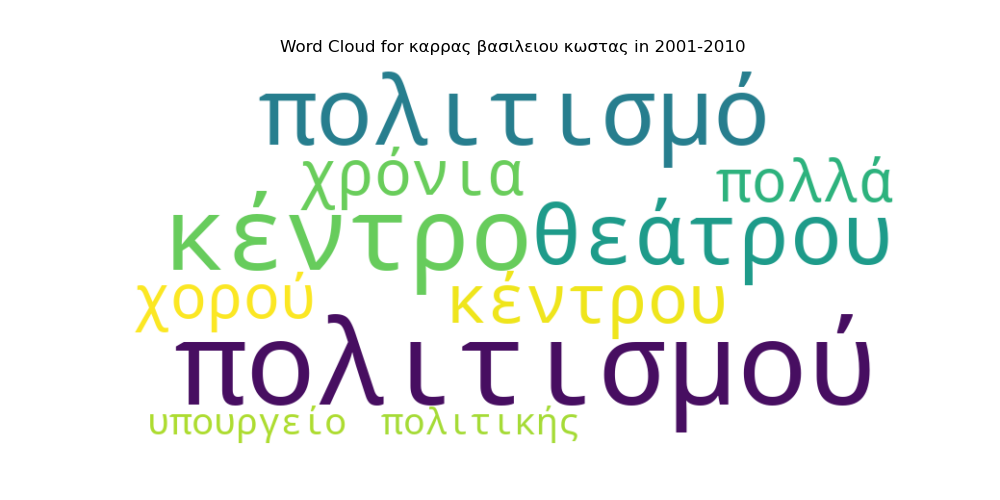 Word Cloud for καρρας βασιλειου κωστας in 2001-2010
πολιτισμό
χρόνια πολλά
κέντρο θεάτρου
χορού κέντρου
πολιτισμού
υπουργείο πολιτικής